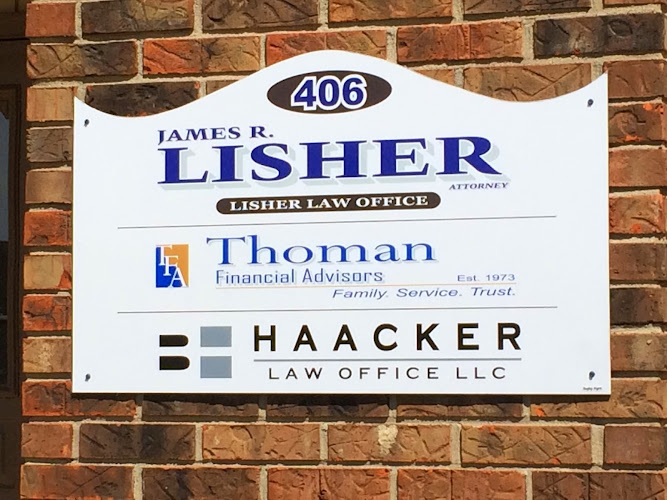 406
JAMES R.
LISHER
ATTORNEY
LISHER LAW OFFICE
TFA
Thoman
Financial Advisors
Est. 1973
Family. Service. Trust.
HAACKER
LAW OFFICE LLC